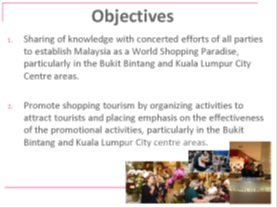 Objectives
1. Sharing of knowledge with concerted efforts of all parties
to establish Malaysia as a World Shopping Paradise,
particularly in the Bukit Bintang and Kuala Lumpur City
Centre areas.
2. Promote shopping tourism by organizing activities to
attract tourists and placing emphasis on the effectiveness
of the promotional activities, particularly in the Bukit
Bintang and Kuala Lumpur City centre areas.